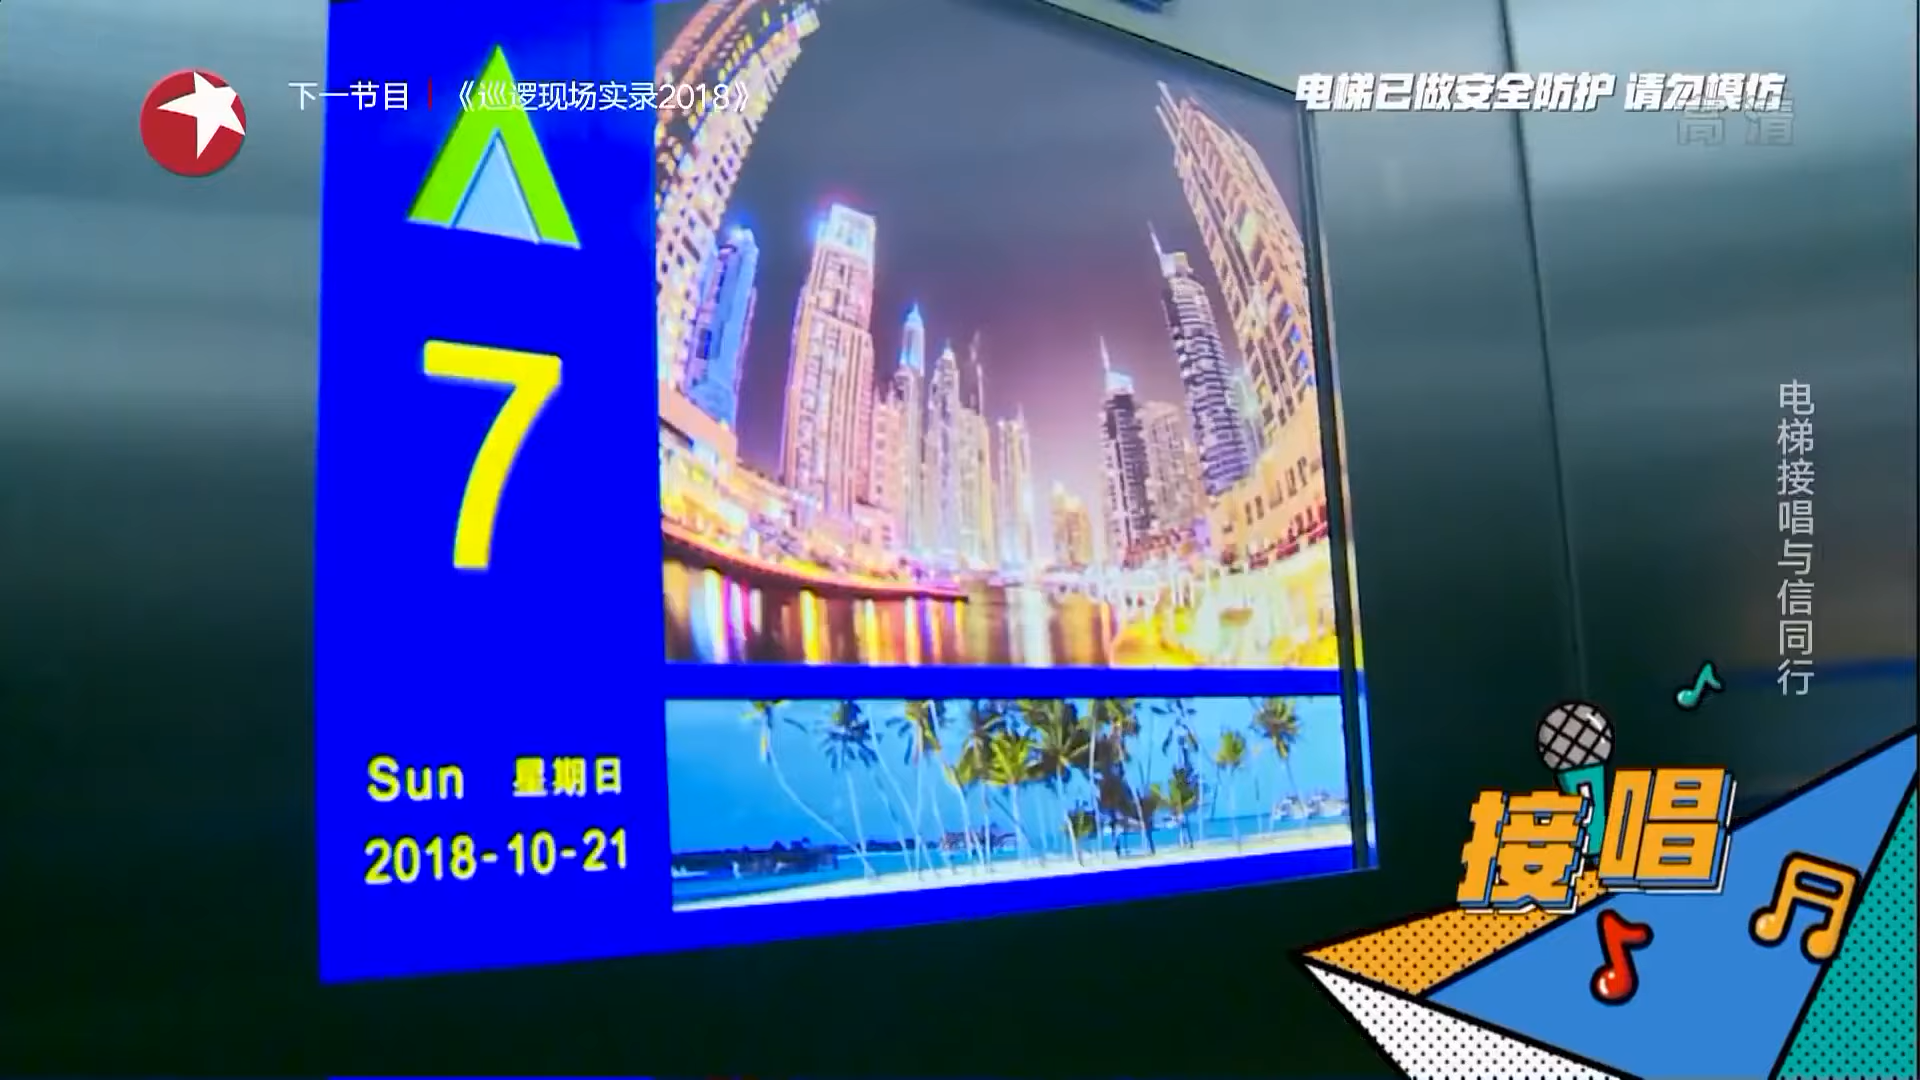 下一节目 | 《巡逻现场实录2018》
电梯已做安全防护 请勿模仿
高清
7
Sun 星期日
2018-10-21
电梯接唱与信同行
接唱